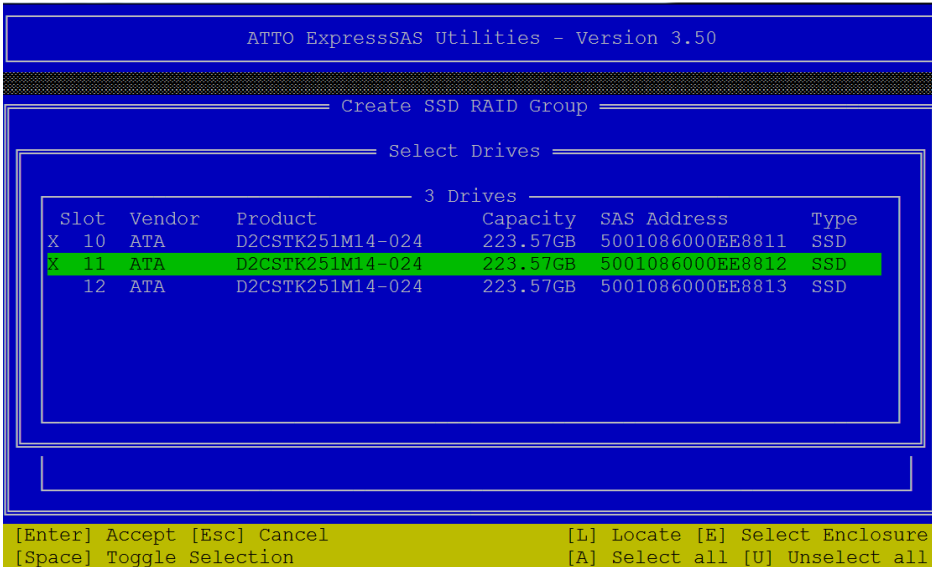 ATTO ExpressSAS Utilities - Version 3.50
Create SSD RAID Group
Select Drives
3 Drives
Slot Vendor Product Capacity SAS Address Type
X 10 ATA D2CSTK251M14-024 223.57GB 5001086000EE8811 SSD
X 11 ATA D2CSTK251M14-024 223.57GB 5001086000EE8812 SSD
12 ATA D2CSTK251M14-024 223.57GB 5001086000EE8813 SSD
[Enter] Accept [Esc] Cancel [L] Locate [E] Select Enclosure
[Space] Toggle Selection [A] Select all [U] Unselect all